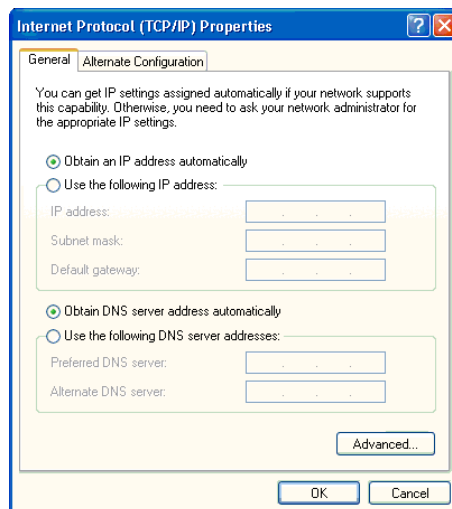 Internet Protocol (TCP/IP) Properties
General
Alternate Configuration
You can get IP settings assigned automatically if your network supports
this capability. Otherwise, you need to ask your network administrator for
the appropriate IP settings.
Obtain an IP address automatically
Use the following IP address:
IP address:
Subnet mask:
Default gateway:
Obtain DNS server address automatically
Use the following DNS server addresses:
Preferred DNS server:
Alternate DNS server:
Advanced...
OK
Cancel